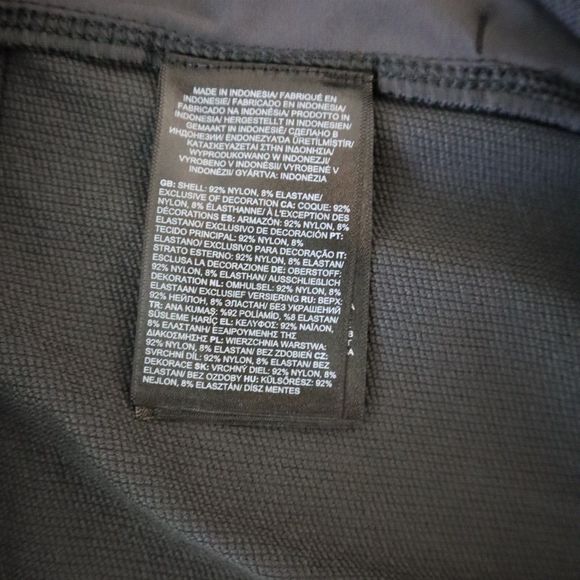 MADE IN INDONESIA/ FABRIQUÉ EN
INDONESIE/ FABRICADO EN INDONESIA/
FABRICADO NA INDONÉSIA/ PRODOTTO IN
INDONESIA/ HERGESTELLT IN INDONESIEN/
GEMAAKT IN INDONESIË/ СДЕЛАНО В
ИНДОНЕЗИИ/ ENDONEZYA'DA ÜRETİLMİŞTİR/
ΚΑΤΑΣΚΕΥΑΖΕΤΑΙ ΣΤΗΝ ΙΝΔΟΝΗΣΙΑ/
WYPRODUKOWANO W INDONEZJI/
VYROBENO V INDONÉSII/ VYROBENÉ V
INDONÉZII/ GYÁRTVA: INDONÉZIA
GB: SHELL: 92% NYLON, 8% ELASTANE/
EXCLUSIVE OF DECORATION CA: COQUE: 92%
NYLON, 8% ÉLASTHANNE/ À L'EXCEPTION DES
DÉCORATIONS ES: ARMAZÓN: 92% NYLON, 8%
ELASTANO/ EXCLUSIVO DE DECORACIÓN PT:
TECIDO PRINCIPAL: 92% NYLON, 8%
ELASTANO/ EXCLUSIVO PARA DECORAÇÃO IT:
STRATO ESTERNO: 92% NYLON, 8% ELASTAN/
ESCLUSA LA DECORAZIONE DE: OBERSTOFF:
92% NYLON, 8% ELASTHAN/ AUSSCHLIEßLICH
DEKORATION NL: OMHULSEL: 92% NYLON, 8%
ELASTAAN/ EXCLUSIEF VERSIERING RU: ВЕРХ:
92% НЕЙЛОН, 8% ЭЛАСТАН/ БЕЗ УКРАШЕНИЙ
TR: ANA KUMAŞ: %92 POLİAMİD, %8 ELASTAN/
SÜSLEME HARİÇ EL: ΚΕΛΥΦΟΣ: 92% ΝΑΪΛΟΝ,
8% ΕΛΑΣΤΑΝΗ/ ΕΞΑΙΡΟΥΜΕΝΗΣ ΤΗΣ
ΔΙΑΚΟΣΜΗΣΗΣ PL: WIERZCHNIA WARSTWA:
92% NYLON, 8% ELASTAN/ BEZ ZDOBIEŃ CZ:
SVRCHNÍ DÍL: 92% NYLON, 8% ELASTAN/ BEZ
DEKORACE SK: VRCHNÝ DIEL: 92% NYLON, 8%
ELASTAN/ BEZ OZDOBY HU: KÜLSŐRÉSZ: 92%
NEJLON, 8% ELASZTÁN/ DÍSZ MENTES